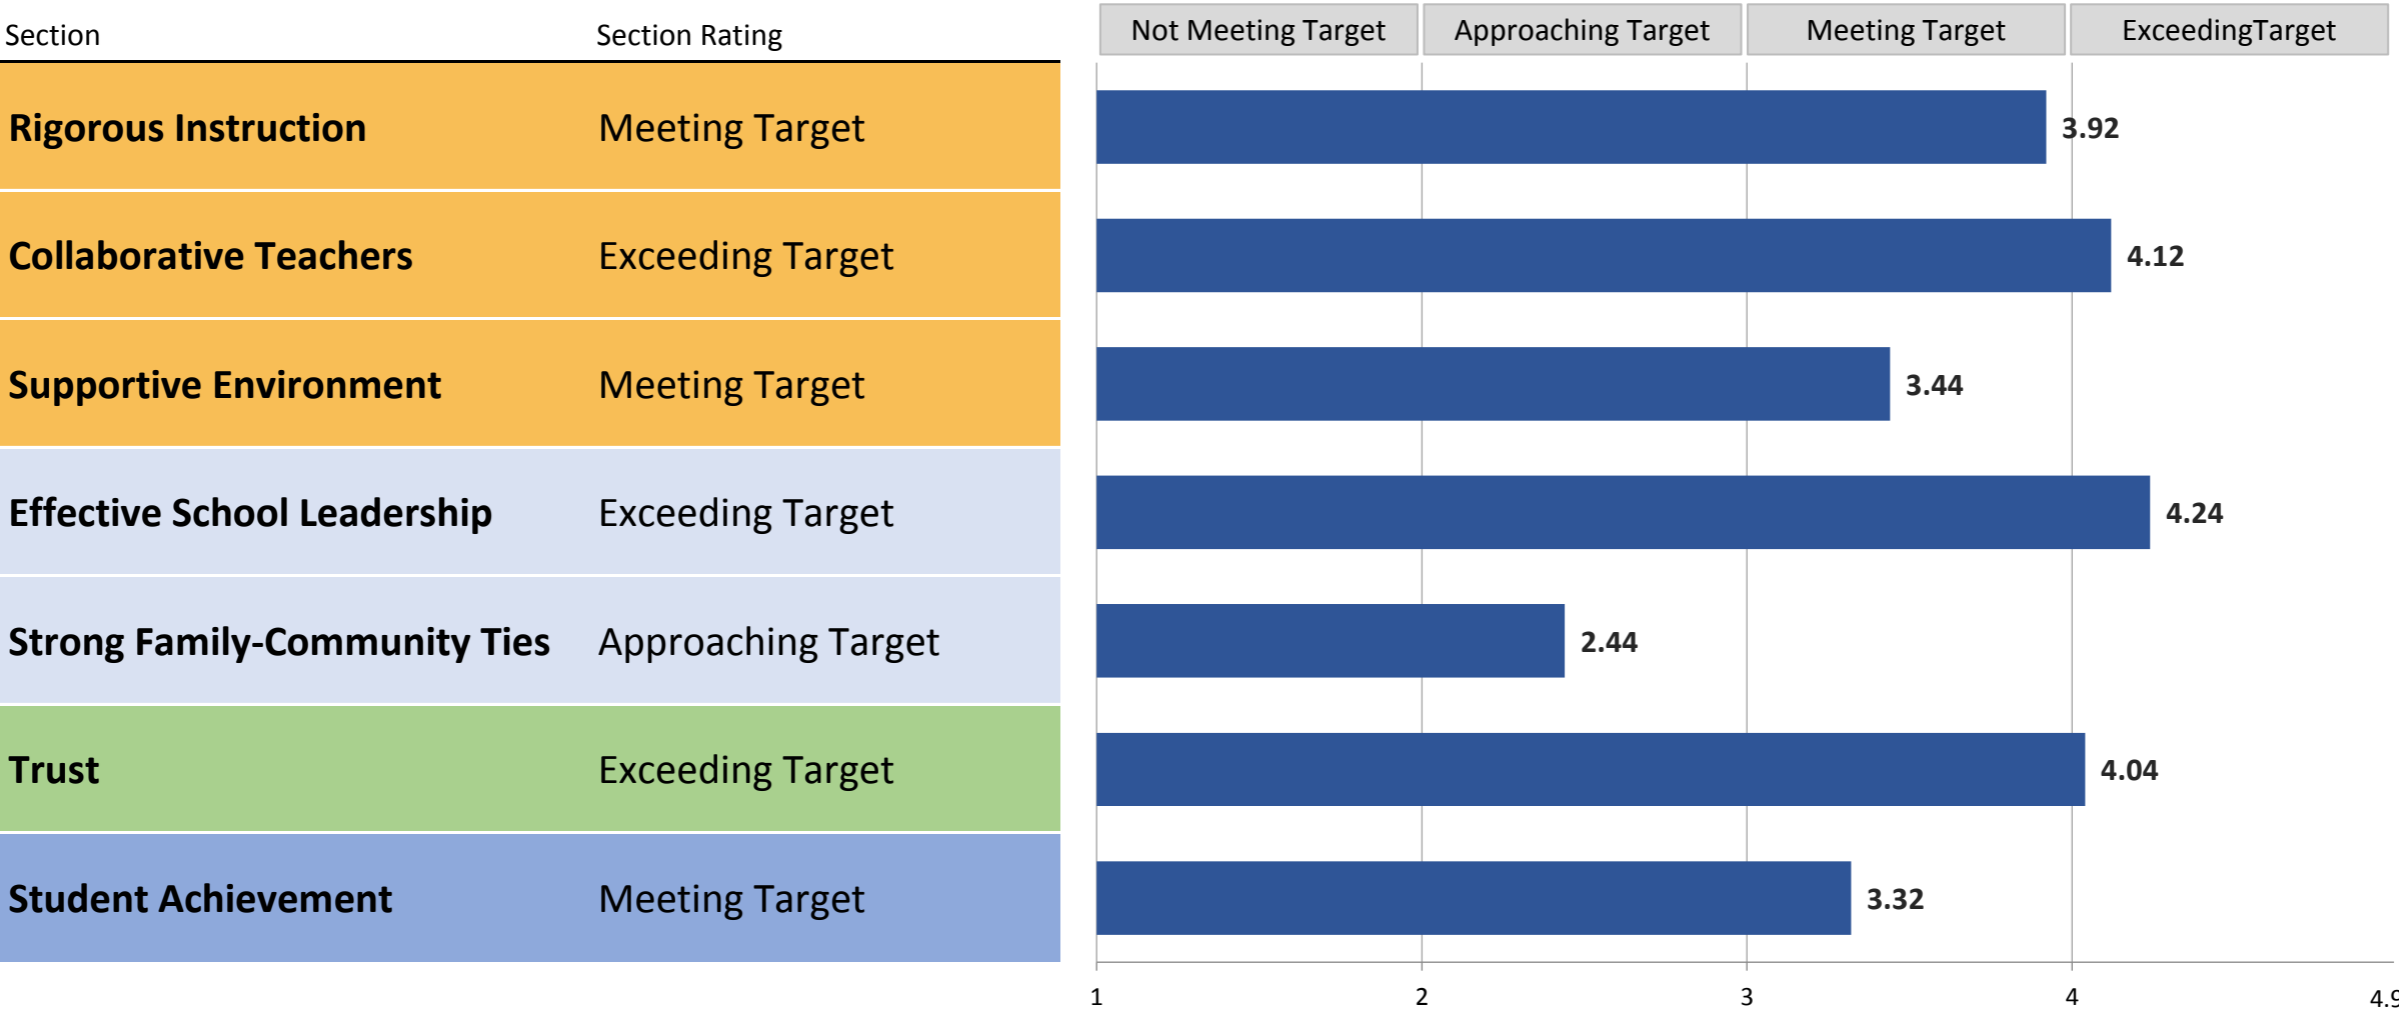 Section Section Rating Not Meeting Target Approaching Target Meeting Target ExceedingTarget
Rigorous Instruction Meeting Target 3.92
Collaborative Teachers Exceeding Target 4.12
Supportive Environment Meeting Target 3.44
Effective School Leadership Exceeding Target 4.24
Strong Family-Community Ties Approaching Target 2.44
Trust Exceeding Target 4.04
Student Achievement Meeting Target 3.32
1 2 3 4 4.9